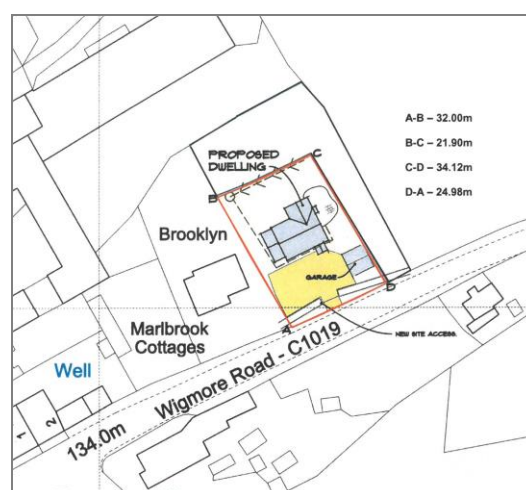 A-B – 32.00m
B-C – 21.90m
C-D – 34.12m
D-A – 24.98m
PROPOSED
DWELLING
C
B
Brooklyn
GARAGE
D
A
NEW SITE ACCESS.
Marlbrook
Cottages
Well
Wigmore Road - C1019
134.0m
1
2